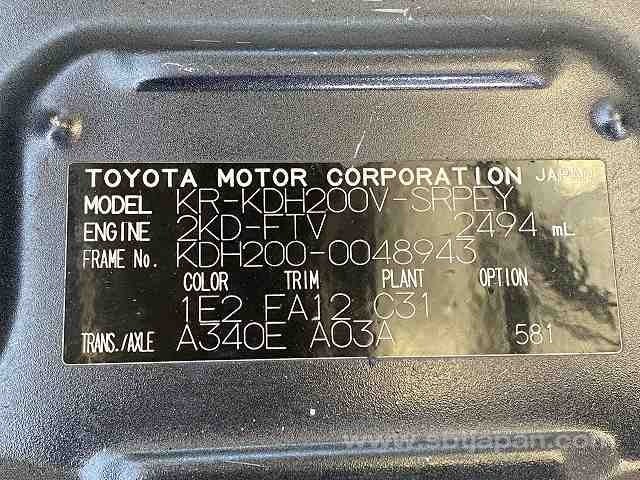 TOYOTA MOTOR CORPORATION JAPAN
MODEL KR-KDH200V-SRPEY
ENGINE 2KD-FTV 2494 mL
FRAME No. KDH200-0048943
COLOR TRIM PLANT OPTION
1E2 FA12 C31
TRANS./AXLE A340E A03A 581
www.sbtjapan.com